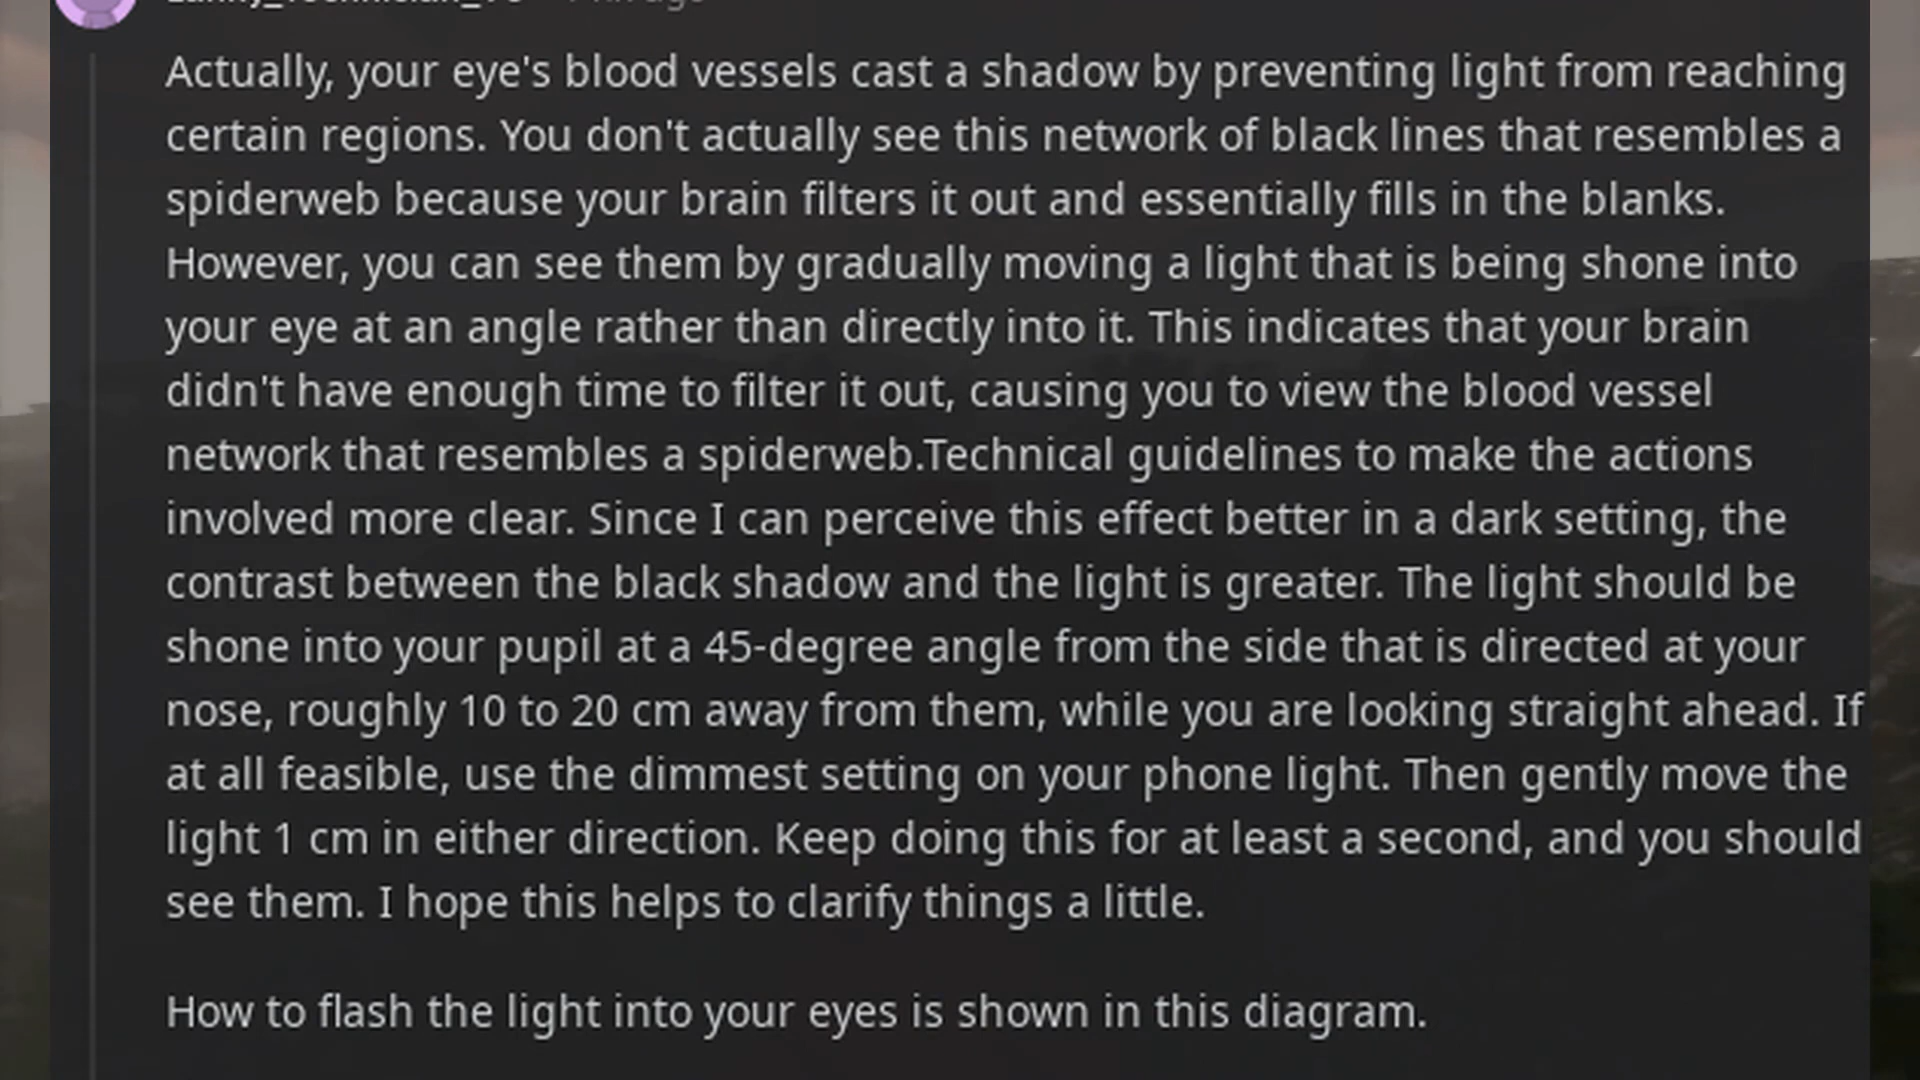 Actually, your eye's blood vessels cast a shadow by preventing light from reaching
certain regions. You don't actually see this network of black lines that resembles a
spiderweb because your brain filters it out and essentially fills in the blanks.
However, you can see them by gradually moving a light that is being shone into
your eye at an angle rather than directly into it. This indicates that your brain
didn't have enough time to filter it out, causing you to view the blood vessel
network that resembles a spiderweb.Technical guidelines to make the actions
involved more clear. Since I can perceive this effect better in a dark setting, the
contrast between the black shadow and the light is greater. The light should be
shone into your pupil at a 45-degree angle from the side that is directed at your
nose, roughly 10 to 20 cm away from them, while you are looking straight ahead. If
at all feasible, use the dimmest setting on your phone light. Then gently move the
light 1 cm in either direction. Keep doing this for at least a second, and you should
see them. I hope this helps to clarify things a little.
How to flash the light into your eyes is shown in this diagram.